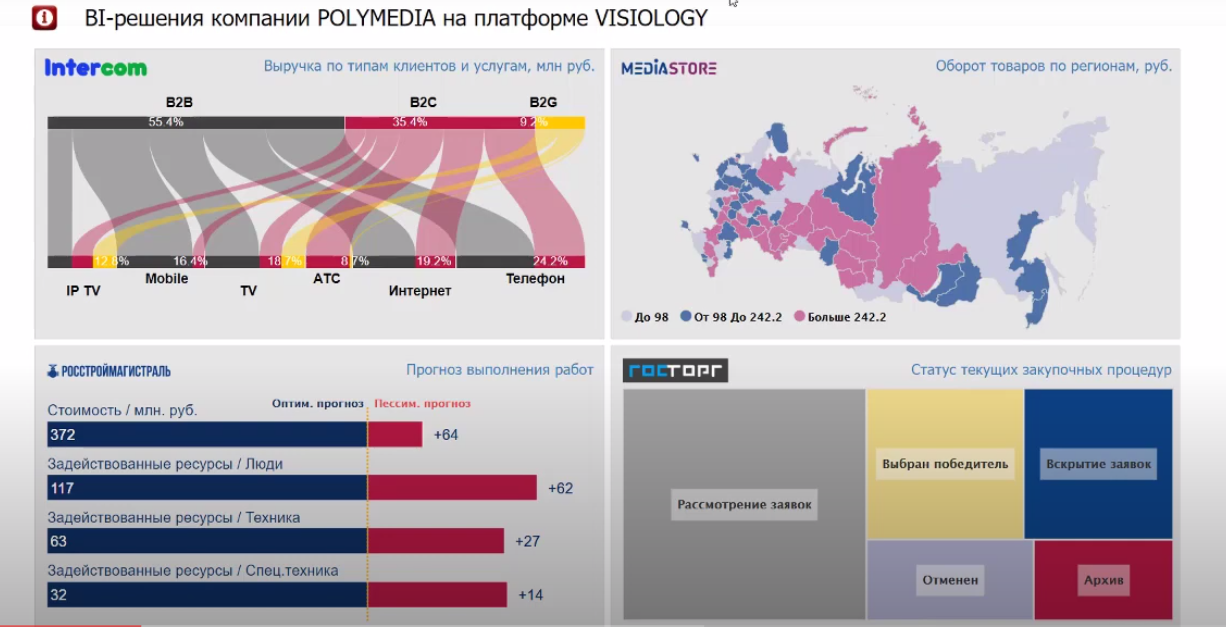 BI-решения компании POLYMEDIA на платформе VISIOLOGY
Intercom
Выручка по типам клиентов и услугам, млн руб.
B2B B2C B2G
55.4% 35.4% 9.2%
12.8% 16.4% 18.7% 8.7% 19.2% 24.2%
IP TV Mobile TV АТС Интернет Телефон
MEDIASTORE
Оборот товаров по регионам, руб.
До 98 От 98 До 242.2 Больше 242.2
РОССТРОЙМАГИСТРАЛЬ
Прогноз выполнения работ
Оптим. прогноз Пессим. прогноз
Стоимость / млн. руб.
372 +64
Задействованные ресурсы / Люди
117 +62
Задействованные ресурсы / Техника
63 +27
Задействованные ресурсы / Спец.техника
32 +14
ГОСТОРГ
Статус текущих закупочных процедур
Рассмотрение заявок
Выбран победитель
Вскрытие заявок
Отменен
Архив